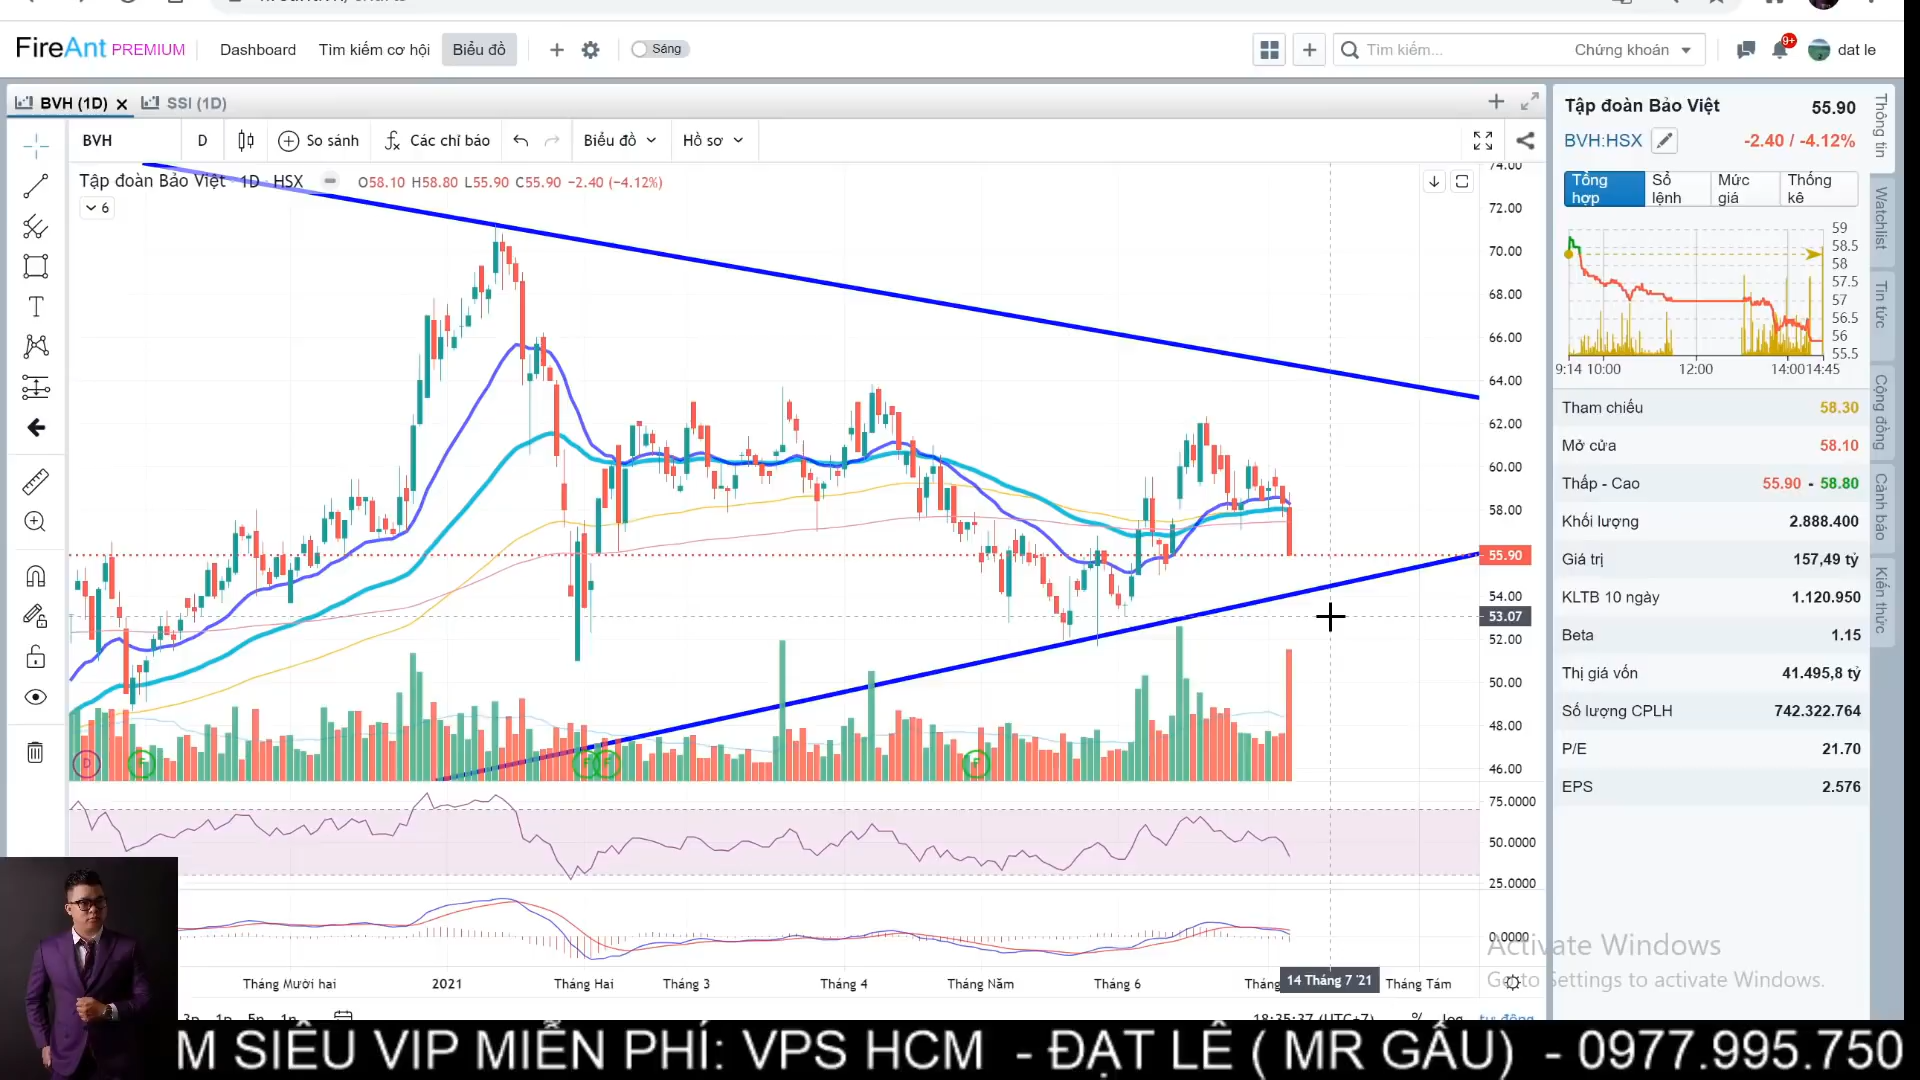 FireAnt PREMIUM Dashboard Tìm kiếm cơ hội Biểu đồ Sáng Tìm kiếm... Chứng khoán 9+ dat le
BVH (1D) SSI (1D)
BVH D So sánh Các chỉ báo Biểu đồ Hồ sơ
Tập đoàn Bảo Việt · 1D · HSX O58.10 H58.80 L55.90 C55.90 −2.40 (−4.12%)
6
74.00
72.00
70.00
68.00
66.00
64.00
62.00
60.00
58.00
55.90
54.00
53.07
52.00
50.00
48.00
46.00
D F F F F
75.0000
50.0000
25.0000
0.0000
Tháng Mười hai 2021 Tháng Hai Tháng 3 Tháng 4 Tháng Năm Tháng 6 Tháng 14 Tháng 7 '21 Tháng Tám
18:35:37 (UTC+7) % log tự động
Tập đoàn Bảo Việt 55.90
BVH:HSX -2.40 / -4.12%
Tổng hợp Sổ lệnh Mức giá Thống kê
59
58.5
58
57.5
57
56.5
56
55.5
9:14 10:00 12:00 14:00 14:45
Tham chiếu 58.30
Mở cửa 58.10
Thấp - Cao 55.90 - 58.80
Khối lượng 2.888.400
Giá trị 157,49 tỷ
KLTB 10 ngày 1.120.950
Beta 1.15
Thị giá vốn 41.495,8 tỷ
Số lượng CPLH 742.322.764
P/E 21.70
EPS 2.576
Thông tin
Watchlist
Tin tức
Cộng đồng
Cảnh báo
Kiến thức
Activate Windows
Go to Settings to activate Windows.
M SIÊU VIP MIỄN PHÍ: VPS HCM - ĐẠT LÊ ( MR GẤU) - 0977.995.750